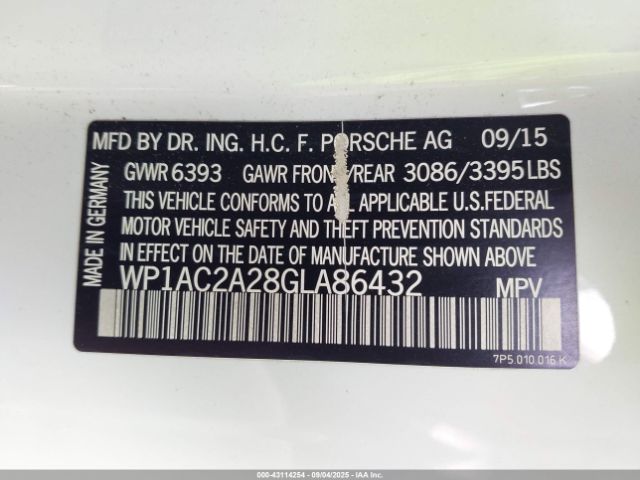 MFD BY DR. ING. H.C. F. PORSCHE AG 09/15
GVWR 6393 GAWR FRONT/REAR 3086/3395 LBS
THIS VEHICLE CONFORMS TO ALL APPLICABLE U.S. FEDERAL
MOTOR VEHICLE SAFETY AND THEFT PREVENTION STANDARDS
IN EFFECT ON THE DATE OF MANUFACTURE SHOWN ABOVE.
WP1AC2A28GLA86432 MPV
7P5.010.016 K
MADE IN GERMANY
000-43114254 - 09/04/2025 - IAAI.COM